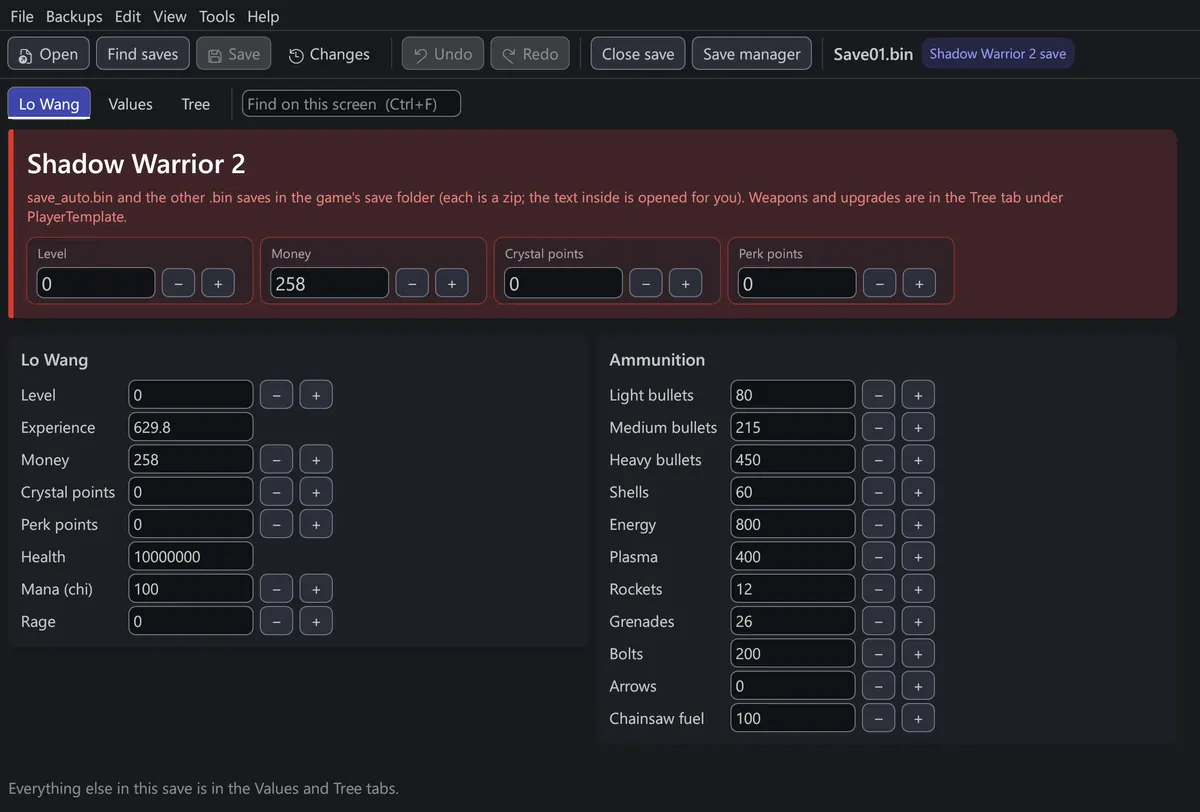 File Backups Edit View Tools Help
Open Find saves Save Changes Undo Redo Close save Save manager Save01.bin Shadow Warrior 2 save
Lo Wang Values Tree Find on this screen (Ctrl+F)
Shadow Warrior 2
save_auto.bin and the other .bin saves in the game's save folder (each is a zip; the text inside is opened for you). Weapons and upgrades are in the Tree tab under
PlayerTemplate.
Level Money Crystal points Perk points
0 − + 258 − + 0 − + 0 − +
Lo Wang
Level 0 − +
Experience 629.8
Money 258 − +
Crystal points 0 − +
Perk points 0 − +
Health 10000000
Mana (chi) 100 − +
Rage 0 − +
Ammunition
Light bullets 80 − +
Medium bullets 215 − +
Heavy bullets 450 − +
Shells 60 − +
Energy 800 − +
Plasma 400 − +
Rockets 12 − +
Grenades 26 − +
Bolts 200 − +
Arrows 0 − +
Chainsaw fuel 100 − +
Everything else in this save is in the Values and Tree tabs.